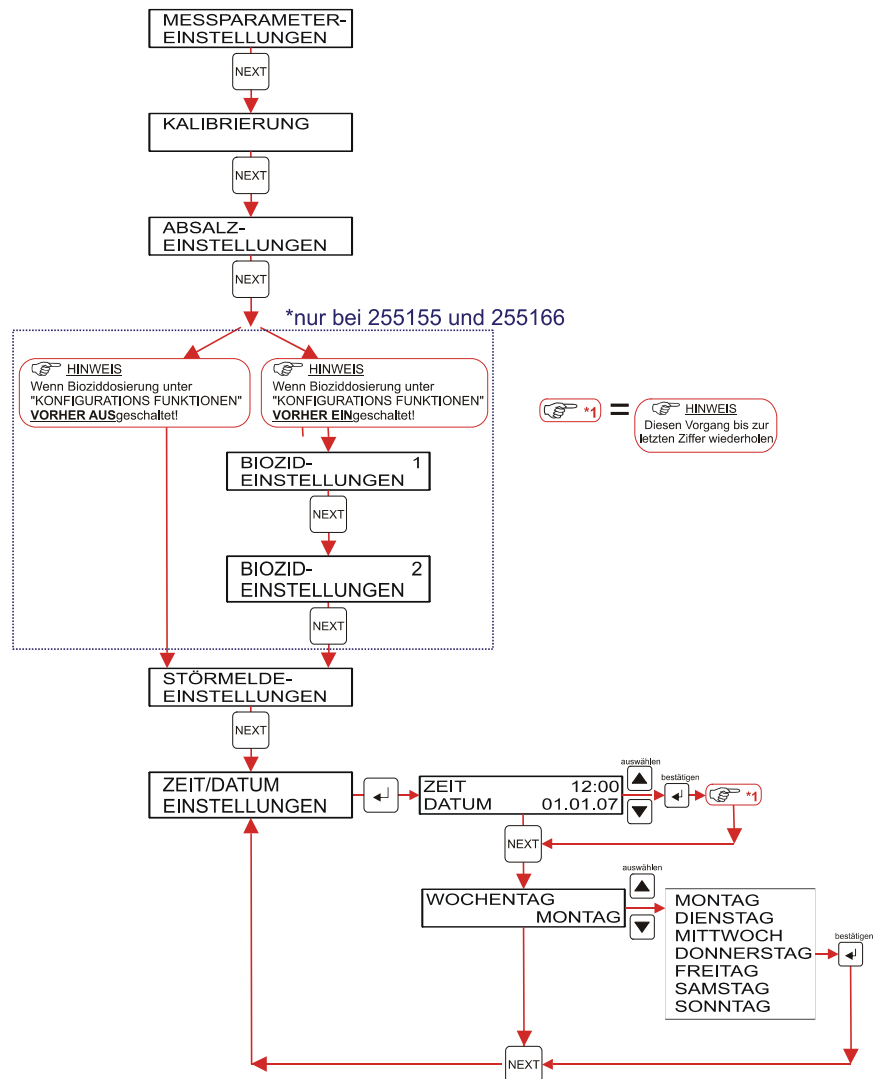 MESSPARAMETER-
EINSTELLUNGEN
NEXT
KALIBRIERUNG
NEXT
ABSALZ-
EINSTELLUNGEN
NEXT
*nur bei 255155 und 255166
HINWEIS
Wenn Bioziddosierung unter
"KONFIGURATIONS FUNKTIONEN"
VORHER AUSgeschaltet!
HINWEIS
Wenn Bioziddosierung unter
"KONFIGURATIONS FUNKTIONEN"
VORHER EINgeschaltet!
*1 =
HINWEIS
Diesen Vorgang bis zur
letzten Ziffer wiederholen
BIOZID- 1
EINSTELLUNGEN
NEXT
BIOZID- 2
EINSTELLUNGEN
NEXT
STÖRMELDE-
EINSTELLUNGEN
NEXT
ZEIT/DATUM
EINSTELLUNGEN
ZEIT 12:00
DATUM 01.01.07
auswählen
bestätigen
*1
NEXT
WOCHENTAG
MONTAG
auswählen
MONTAG
DIENSTAG
MITTWOCH
DONNERSTAG
FREITAG
SAMSTAG
SONNTAG
bestätigen
NEXT